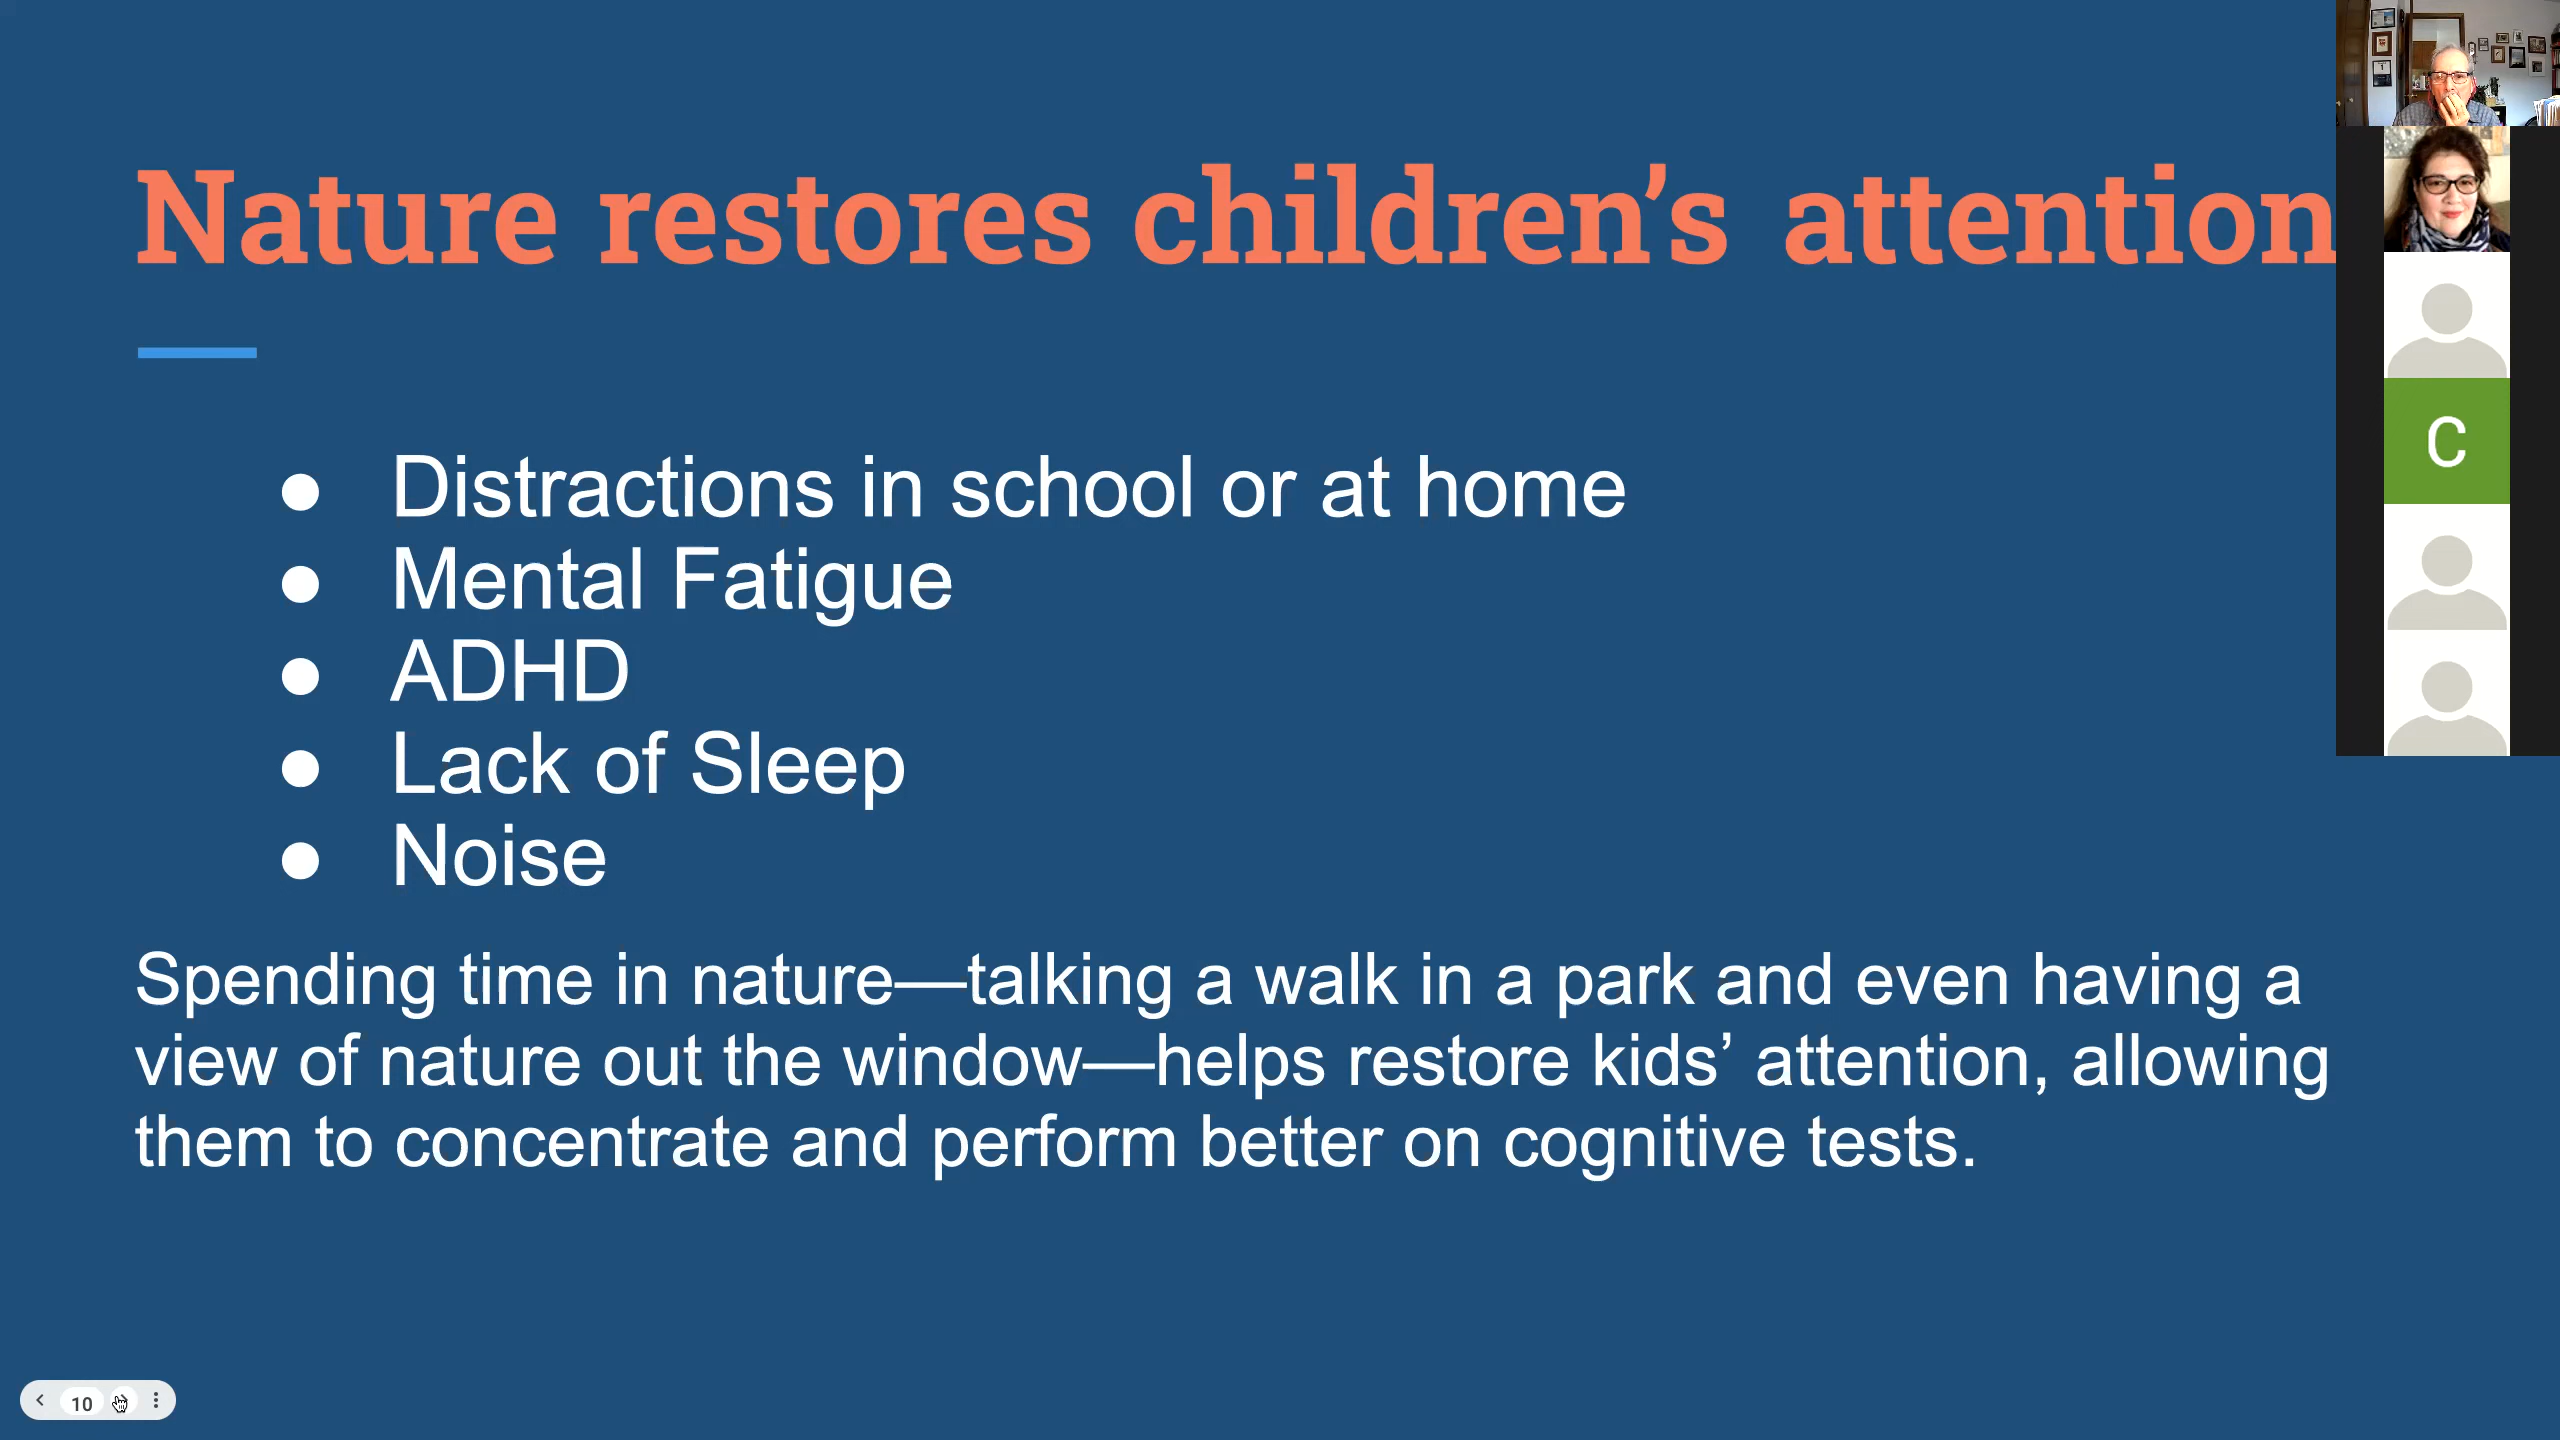 Nature restores children’s attention
● Distractions in school or at home
● Mental Fatigue
● ADHD
● Lack of Sleep
● Noise
Spending time in nature—talking a walk in a park and even having a
view of nature out the window—helps restore kids’ attention, allowing
them to concentrate and perform better on cognitive tests.
C
10